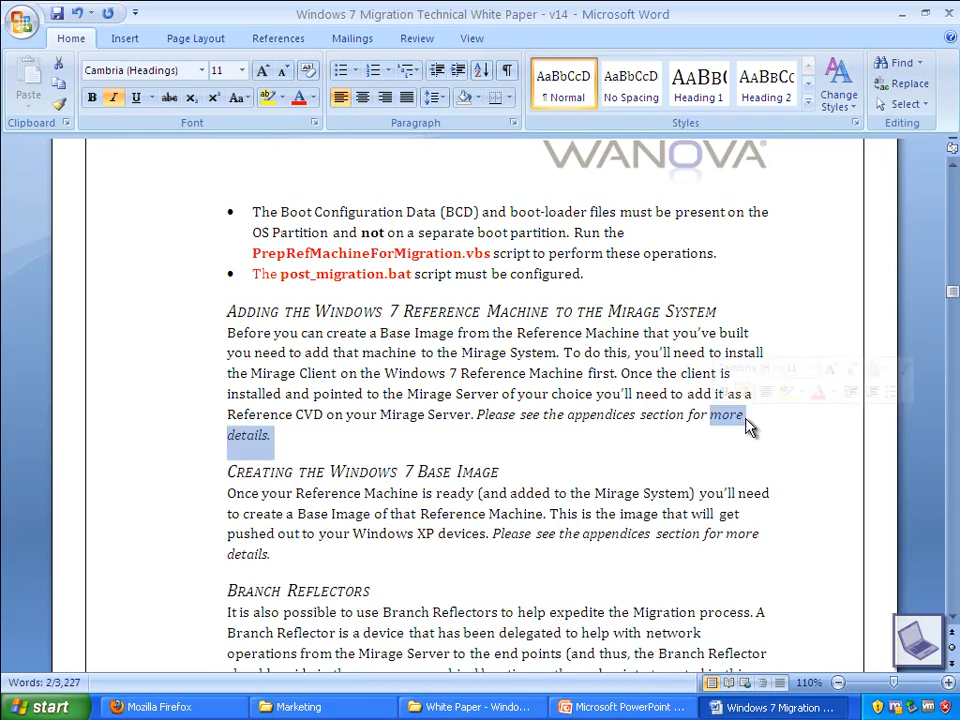 Windows 7 Migration Technical White Paper - v14 - Microsoft Word
Home Insert Page Layout References Mailings Review View
Cambria (Headings) 11
AaBbCcD AaBbCcD AaBb( AaBbCc
Find
Replace
Select
Paste
B I U abc x₂ x² Aa A
¶ Normal No Spacing Heading 1 Heading 2
Change
Styles
Clipboard Font Paragraph Styles Editing
WANOVA
• The Boot Configuration Data (BCD) and boot-loader files must be present on the
OS Partition and not on a separate boot partition. Run the
PrepRefMachineForMigration.vbs script to perform these operations.
• The post_migration.bat script must be configured.
ADDING THE WINDOWS 7 REFERENCE MACHINE TO THE MIRAGE SYSTEM
Before you can create a Base Image from the Reference Machine that you've built
you need to add that machine to the Mirage System. To do this, you'll need to install
the Mirage Client on the Windows 7 Reference Machine first. Once the client is
installed and pointed to the Mirage Server of your choice you'll need to add it as a
Reference CVD on your Mirage Server. Please see the appendices section for more
details.
CREATING THE WINDOWS 7 BASE IMAGE
Once your Reference Machine is ready (and added to the Mirage System) you'll need
to create a Base Image of that Reference Machine. This is the image that will get
pushed out to your Windows XP devices. Please see the appendices section for more
details.
BRANCH REFLECTORS
It is also possible to use Branch Reflectors to help expedite the Migration process. A
Branch Reflector is a device that has been delegated to help with network
operations from the Mirage Server to the end points (and thus, the Branch Reflector
Words: 2/3,227
110%
start
Mozilla Firefox
Marketing
White Paper - Windo...
Microsoft PowerPoint ...
Windows 7 Migration ...